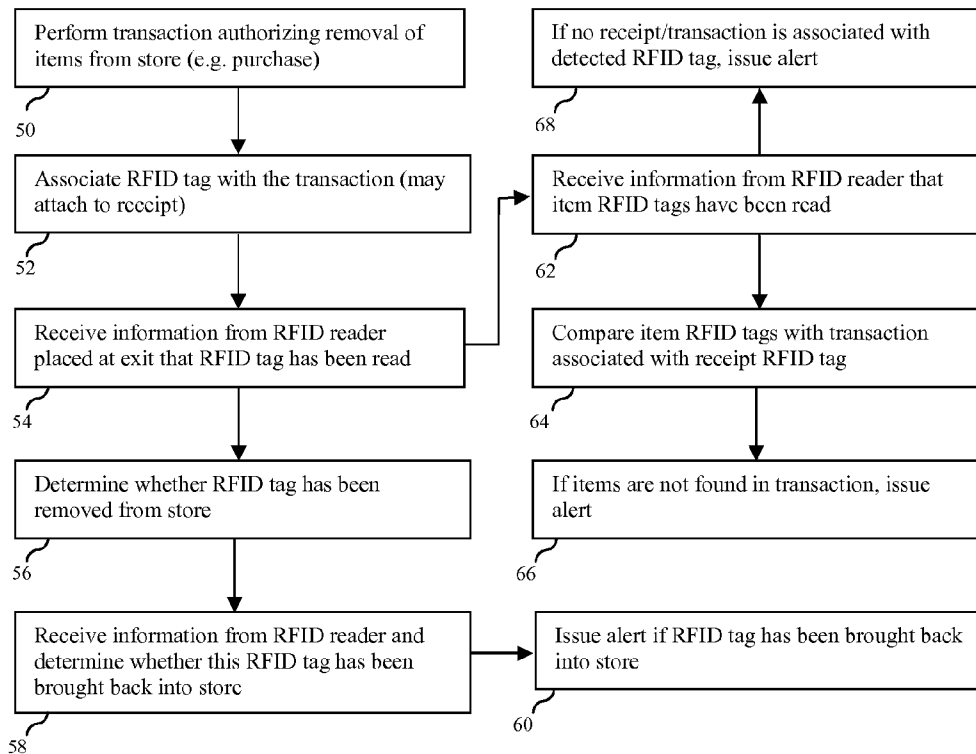 Perform transaction authorizing removal of
items from store (e.g. purchase)
50
Associate RFID tag with the transaction (may
attach to receipt)
52
Receive information from RFID reader
placed at exit that RFID tag has been read
54
Determine whether RFID tag has been
removed from store
56
Receive information from RFID reader and
determine whether this RFID tag has been
brought back into store
58
If no receipt/transaction is associated with
detected RFID tag, issue alert
68
Receive information from RFID reader that
item RFID tags have been read
62
Compare item RFID tags with transaction
associated with receipt RFID tag
64
If items are not found in transaction, issue
alert
66
Issue alert if RFID tag has been brought back
into store
60